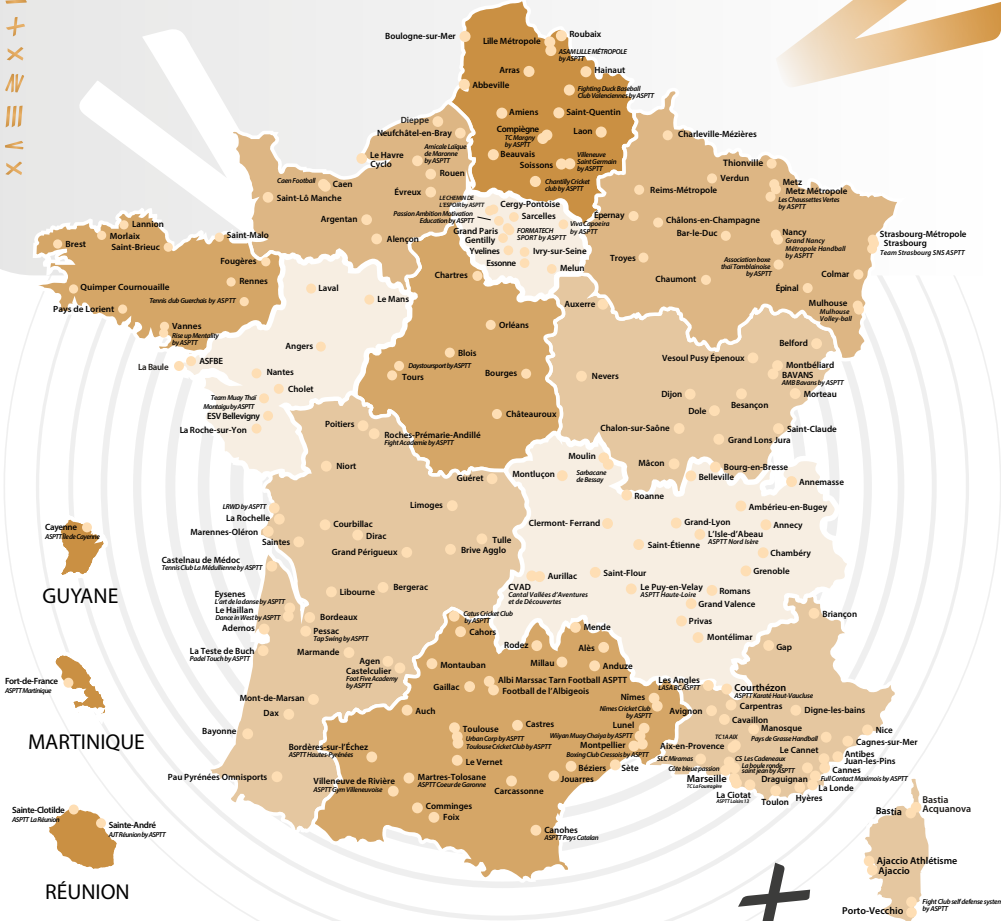 Boulogne-sur-Mer
Lille Métropole
Roubaix
ASAM LILLE MÉTROPOLE
by ASPTT
Arras
Hainaut
Abbeville
Fighting Duck Baseball
Club Valenciennes by ASPTT
Amiens
Saint-Quentin
Dieppe
Neufchâtel-en-Bray
Compiègne
TC Margny
by ASPTT
Laon
Charleville-Mézières
Le Havre
Cyclo
Amicale Laïque
de Maromme
by ASPTT
Beauvais
Soissons
Villeneuve
Saint Germain
by ASPTT
Thionville
Rouen
Chantilly Cricket
club by ASPTT
Verdun
Metz
Metz Métropole
Les Chaussettes Vertes
by ASPTT
Caen Football
Caen
Évreux
Reims-Métropole
Saint-Lô Manche
LE CHEMIN DE
L'ESPOIR by ASPTT
Cergy-Pontoise
Passion Ambition Motivation
Education by ASPTT
Sarcelles
Épernay
Viva Capoeira
by ASPTT
Châlons-en-Champagne
Argentan
Lannion
Grand Paris
FORMATECH
SPORT by ASPTT
Gentilly
Bar-le-Duc
Nancy
Grand Nancy
Métropole Handball
by ASPTT
Strasbourg-Métropole
Strasbourg
Team Strasbourg SNS ASPTT
Brest
Morlaix
Saint-Brieuc
Saint-Malo
Alençon
Yvelines
Ivry-sur-Seine
Essonne
Melun
Troyes
Association boxe
thaï Tomblainoise
by ASPTT
Fougères
Chartres
Chaumont
Colmar
Quimper Cournouaille
Rennes
Laval
Épinal
Tennis club Guerchais by ASPTT
Le Mans
Auxerre
Mulhouse
Mulhouse
Volley-ball
Pays de Lorient
Vannes
Rise up Mentality
by ASPTT
Orléans
Angers
Belford
Blois
Vesoul Pusy Épenoux
La Baule
ASFBE
Daystoursport by ASPTT
Montbéliard
BAVANS
AMB Bavans by ASPTT
Nantes
Tours
Bourges
Nevers
Cholet
Dijon
Morteau
Team Muay Thaï
Montaigu by ASPTT
Besançon
Dole
ESV Bellevigny
Châteauroux
La Roche-sur-Yon
Poitiers
Chalon-sur-Saône
Saint-Claude
Roches-Prémarie-Andillé
Fight Academie by ASPTT
Grand Lons Jura
Niort
Moulin
Mâcon
Bourg-en-Bresse
Guéret
Montluçon
Sarbacane
de Bessay
Belleville
Annemasse
Roanne
LRWD by ASPTT
Limoges
Ambérieu-en-Bugey
La Rochelle
Courbillac
Clermont- Ferrand
Grand-Lyon
Annecy
Marennes-Oléron
Dirac
L'Isle-d'Abeau
ASPTT Nord Isère
Saintes
Tulle
Saint-Étienne
Grand Périgueux
Brive Agglo
Chambéry
Cayenne
ASPTT Île de Cayenne
Castelnau de Médoc
Tennis Club La Médullienne by ASPTT
Aurillac
Saint-Flour
Grenoble
GUYANE
Libourne
Bergerac
CVAD
Cantal Vallées d'Aventures
et de Découvertes
Le Puy-en-Velay
ASPTT Haute-Loire
Romans
Eysenes
L'art de la danse by ASPTT
Grand Valence
Le Haillan
Dance in West by ASPTT
Bordeaux
Catus Cricket Club
by ASPTT
Privas
Briançon
Adernos
Pessac
Tap Swing by ASPTT
Cahors
Mende
Montélimar
La Teste de Buch
Padel Touch by ASPTT
Marmande
Rodez
Alès
Gap
Agen
Castelculier
Foot Five Academy
by ASPTT
Montauban
Millau
Anduze
Fort-de-France
ASPTT Martinique
Gaillac
Albi Marssac Tarn Football ASPTT
Football de l'Albigeois
Les Angles
LASABCASPTT
Courthézon
ASPTT Karaté Haut-Vaucluse
Mont-de-Marsan
Nîmes
Nîmes Cricket Club
by ASPTT
Carpentras
Dax
Auch
Avignon
Digne-les-bains
Cavaillon
Bayonne
Toulouse
Urban Corp by ASPTT
Toulouse Cricket Club by ASPTT
Castres
Lunel
Wiliyan Muay Chaiya by ASPTT
Manosque
Pays de Grasse Handball
Nice
MARTINIQUE
Bordères-sur-l'Échez
ASPTT Hautes-Pyrénées
Montpellier
Boxing Club Cressois by ASPTT
TC1A AIX
Aix-en-Provence
Cagnes-sur-Mer
Le Cannet
Le Vernet
SLC Miramas
CS Les Cadeneaux
Antibes
Juan-les-Pins
Béziers
Sète
Côte bleue passion
La boule ronde
saint jean by ASPTT
Cannes
Full Contact Maximois by ASPTT
Pau Pyrénées Omnisports
Villeneuve de Rivière
ASPTT Gym Villeneuvoise
Martres-Tolosane
ASPTT Coeur de Garonne
Jouarres
Marseille
TC La Fourragère
Draguignan
La Londe
Carcassonne
La Ciotat
ASPTT Loisirs 13
Hyères
Toulon
Sainte-Clotilde
ASPTT La Réunion
Comminges
Foix
Bastia
Bastia
Acquanova
Sainte-André
AJT Réunion by ASPTT
Canohes
ASPTT Pays Catalan
Ajaccio Athlétisme
Ajaccio
RÉUNION
Fight Club self defense system
by ASPTT
Porto-Vecchio